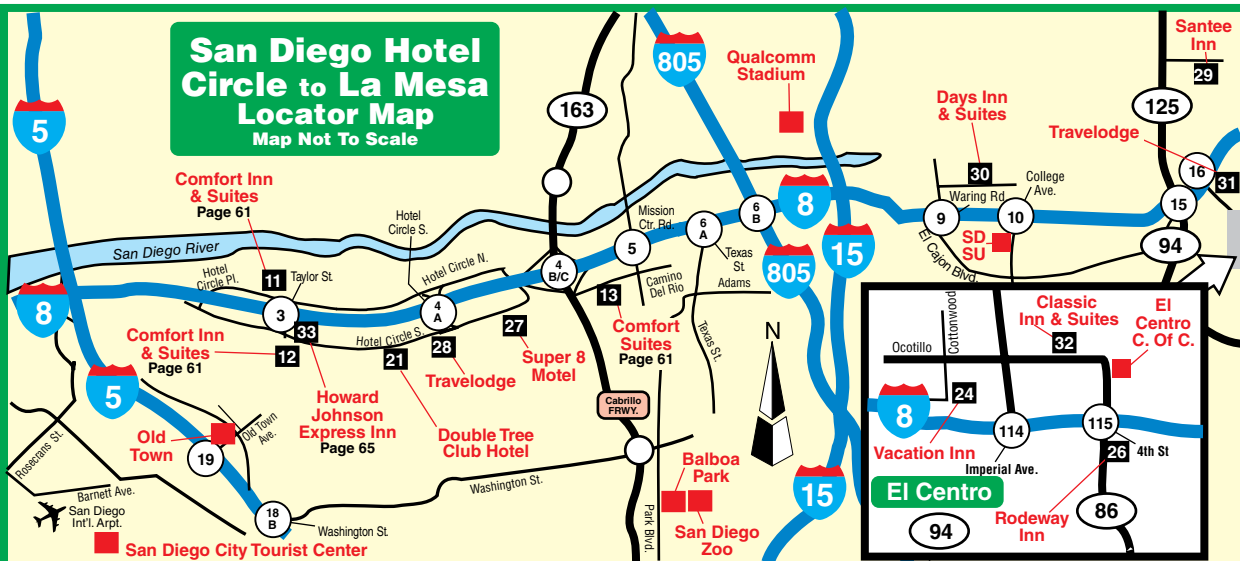 San Diego Hotel
Circle to La Mesa
Locator Map
Map Not To Scale
5
163
805
Qualcomm
Stadium
Santee
Inn
29
125
Days Inn
& Suites
30
Travelodge
16
31
Comfort Inn
& Suites
Page 61
11
San Diego River
Hotel
Circle Pl.
Taylor St.
3
Hotel
Circle S.
Hotel Circle N.
4
A
4
B/C
5
Mission
Ctr. Rd.
6
A
Texas
St
6
B
8
15
805
9
Waring Rd.
College
Ave.
10
SD
SU
El Cajon Blvd.
15
94
8
Comfort Inn
& Suites
Page 61
12
33
Howard
Johnson
Express Inn
Page 65
Hotel Circle S.
21
Double Tree
Club Hotel
28
Travelodge
27
Super 8
Motel
13
Comfort
Suites
Page 61
Camino
Del Rio
Adams
Texas St.
N
5
Old
Town
Old Town
Ave.
19
Rosecrans St.
Barnett Ave.
San Diego
Int'l. Arpt.
San Diego City Tourist Center
18
B
Washington St.
Washington St.
Cabrillo
FRWY.
Park Blvd.
Balboa
Park
San Diego
Zoo
15
Cottonwood
Ocotillo
Classic
Inn & Suites
32
El
Centro
C. Of C.
8
24
Vacation Inn
114
Imperial Ave.
115
4th St
26
Rodeway
Inn
El Centro
94
86